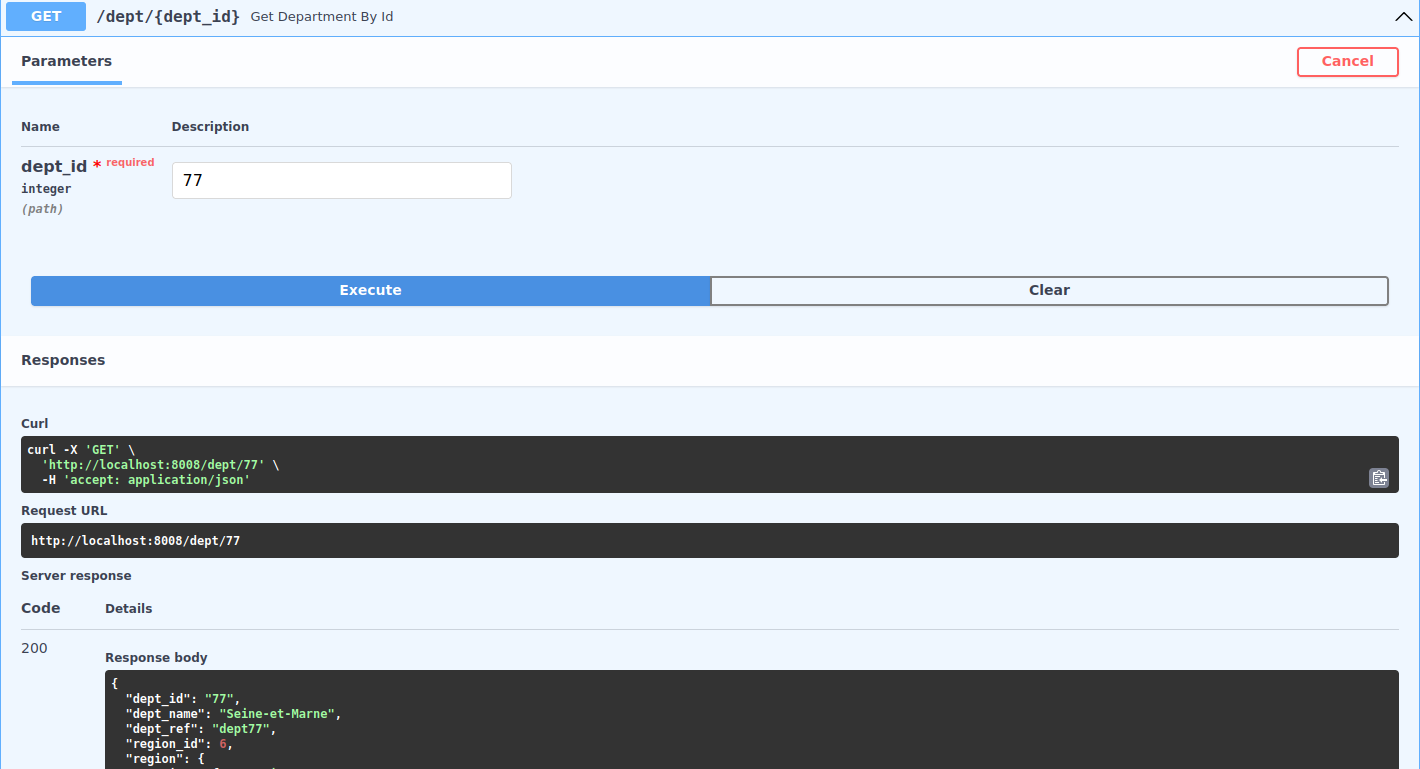 GET /dept/{dept_id} Get Department By Id
Parameters
Cancel
Name Description
dept_id * required
integer
(path)
77
Execute Clear
Responses
Curl
curl -X 'GET' \
  'http://localhost:8008/dept/77' \
  -H 'accept: application/json'
Request URL
http://localhost:8008/dept/77
Server response
Code Details
200
Response body
{
  "dept_id": "77",
  "dept_name": "Seine-et-Marne",
  "dept_ref": "dept77",
  "region_id": 6,
  "region": {